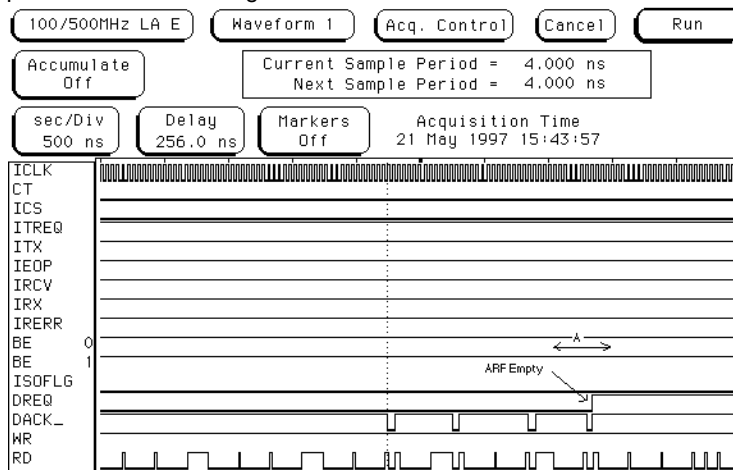 100/500MHz LA E Waveform 1 Acq. Control Cancel Run
Accumulate
Off
Current Sample Period = 4.000 ns
Next Sample Period = 4.000 ns
sec/Div
500 ns
Delay
256.0 ns
Markers
Off
Acquisition Time
21 May 1997 15:43:57
ICLK
CT
ICS
ITREQ
ITX
IEOP
IRCV
IRX
IRERR
BE 0
A
BE 1
ARF Empty
ISOFLG
DREQ
DACK_
WR
RD